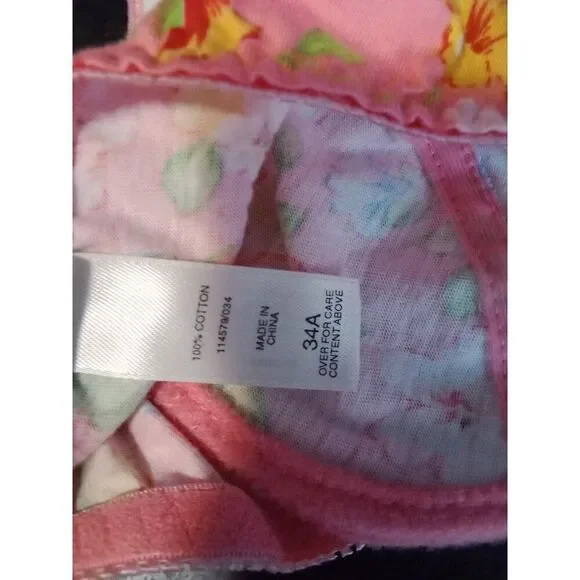 100% COTTON
114579/034
MADE IN
CHINA
34A
OVER FOR CARE
CONTENT ABOVE